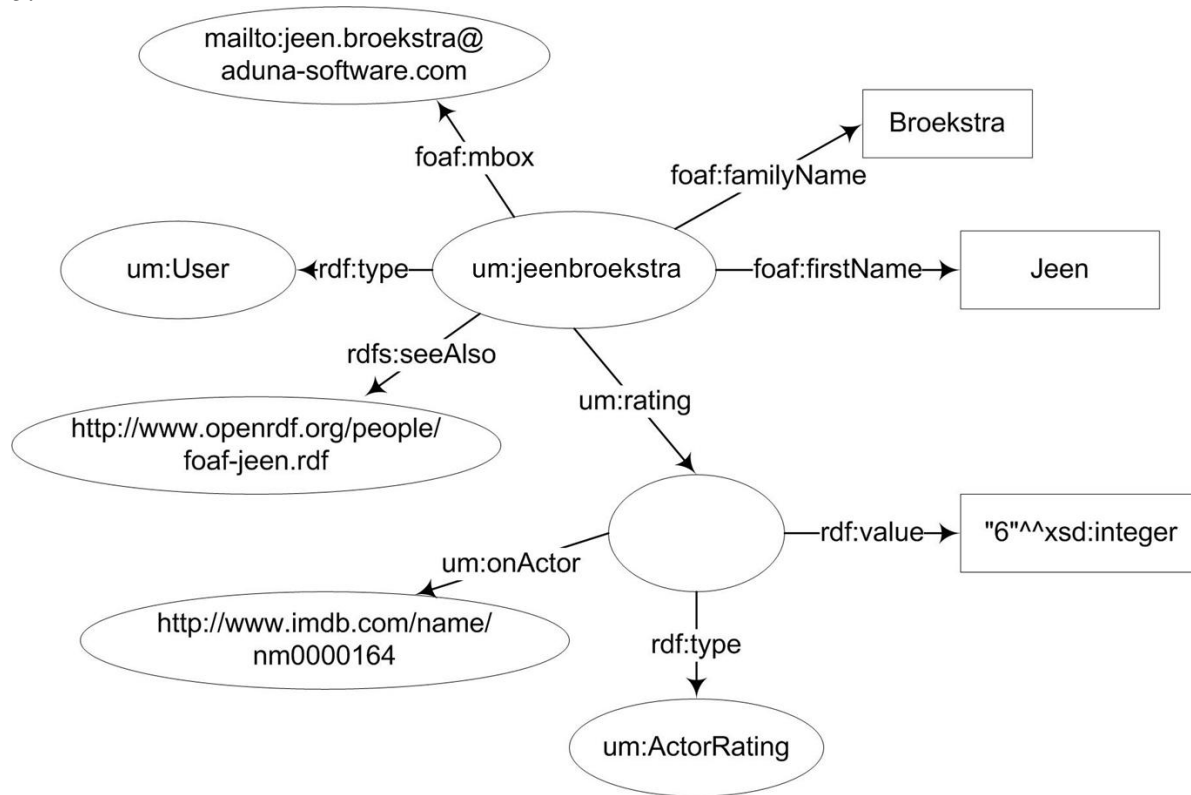 mailto:jeen.broekstra@
aduna-software.com
Broekstra
foaf:mbox
foaf:familyName
um:User
rdf:type
um:jeenbroekstra
foaf:firstName
Jeen
rdfs:seeAlso
um:rating
http://www.openrdf.org/people/
foaf-jeen.rdf
rdf:value
"6"^^xsd:integer
um:onActor
http://www.imdb.com/name/
nm0000164
rdf:type
um:ActorRating